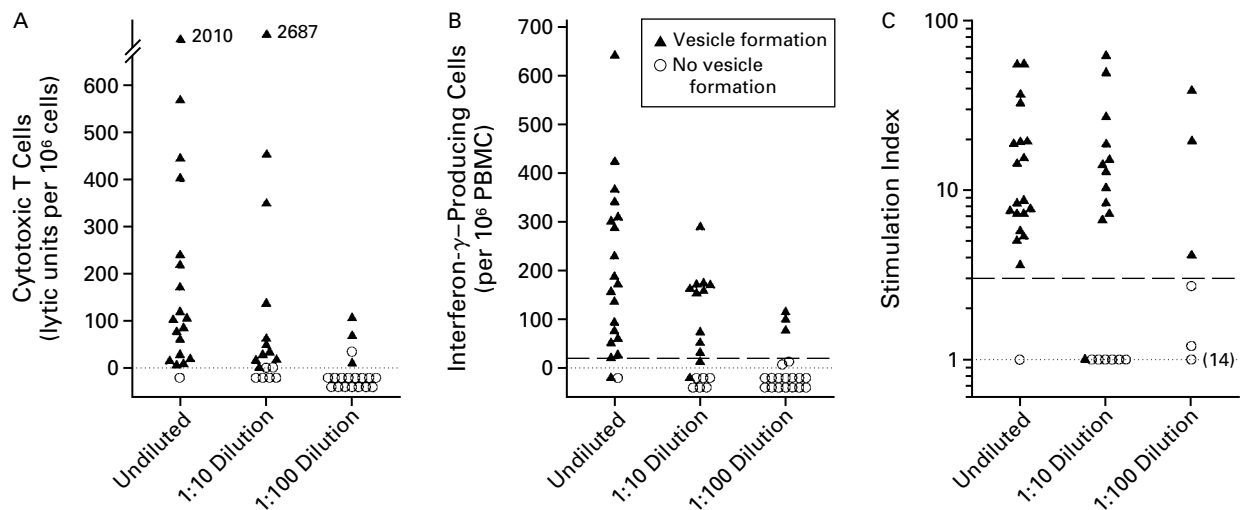 A
Cytotoxic T Cells
(lytic units per 10⁶ cells)
600
500
400
300
200
100
0
2010
2687
Undiluted
1:10 Dilution
1:100 Dilution
B
Interferon-γ–Producing Cells
(per 10⁶ PBMC)
700
600
500
400
300
200
100
0
Vesicle formation
No vesicle
formation
Undiluted
1:10 Dilution
1:100 Dilution
C
Stimulation Index
100
10
1
(14)
Undiluted
1:10 Dilution
1:100 Dilution